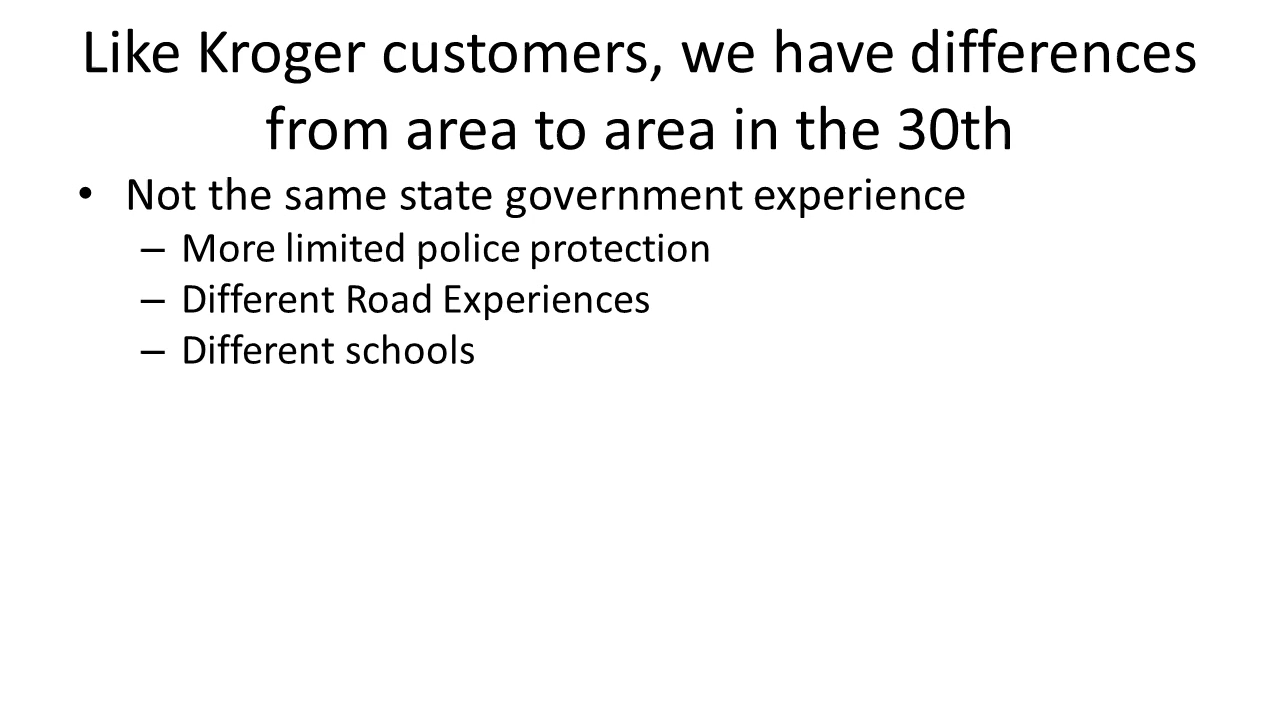 Like Kroger customers, we have differences
from area to area in the 30th
• Not the same state government experience
– More limited police protection
– Different Road Experiences
– Different schools